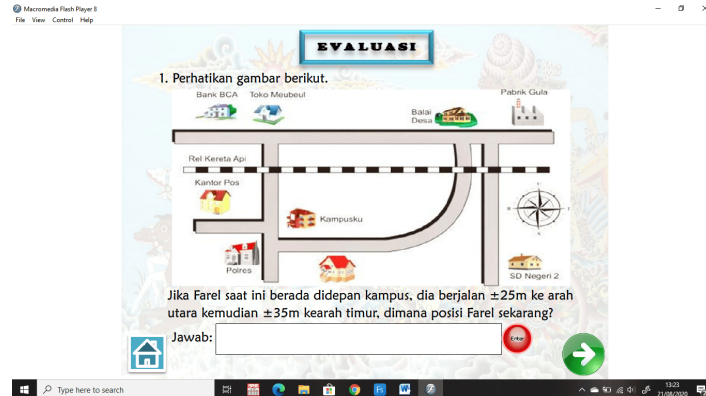 Macromedia Flash Player 8
File View Control Help
EVALUASI
1. Perhatikan gambar berikut.
Bank BCA
Toko Meubeul
Balai
Desa
Pabrik Gula
Rel Kereta Api
Kantor Pos
Kampusku
Polres
SD Negeri 2
Jika Farel saat ini berada didepan kampus, dia berjalan ±25m ke arah
utara kemudian ±35m kearah timur, dimana posisi Farel sekarang?
Jawab:
Enter
Type here to search
13:23
21/08/2020